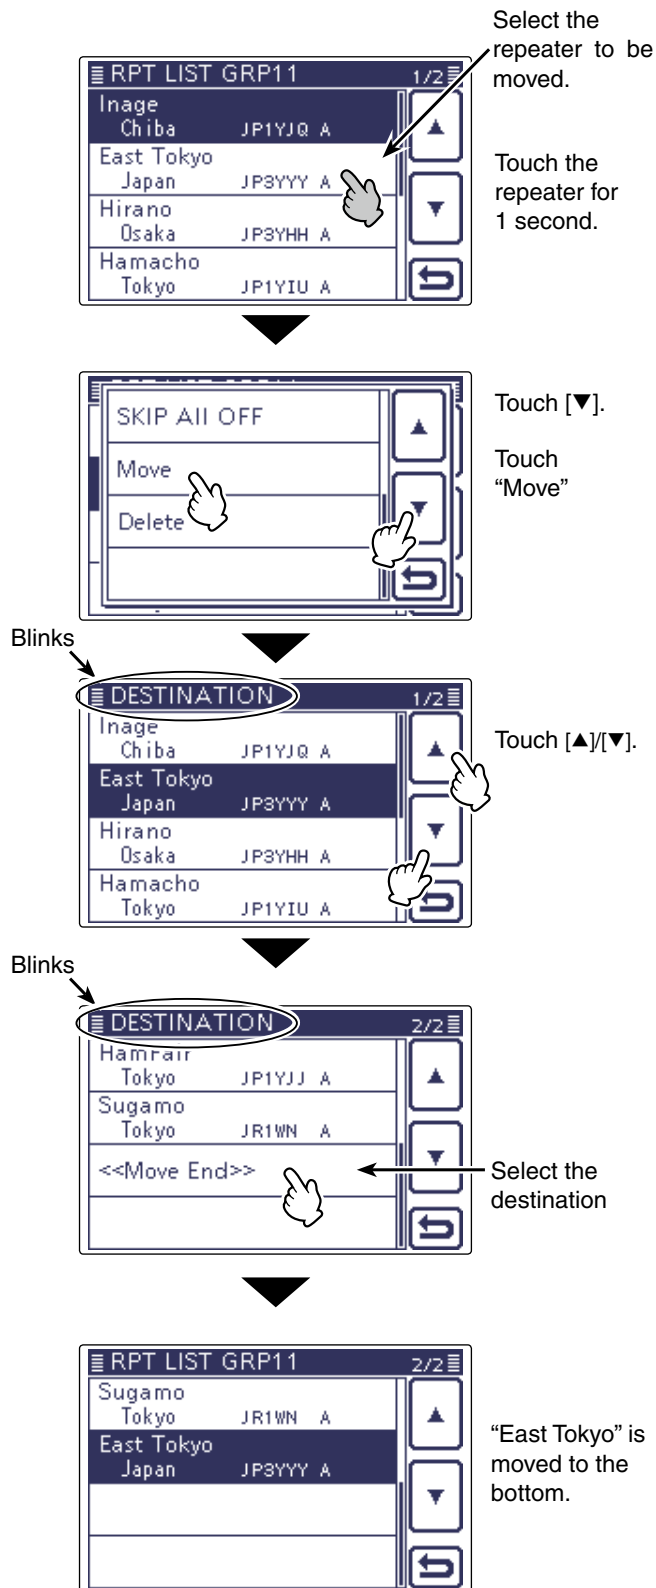 Select the
repeater to be
moved.
RPT LIST GRP11 1/2
Inage
Chiba JP1YJQ A
East Tokyo
Japan JP3YYY A
Hirano
Osaka JP3YHH A
Hamacho
Tokyo JP1YIU A
Touch the
repeater for
1 second.
SKIP All OFF
Move
Delete
Touch [▼].
Touch
“Move”
Blinks
DESTINATION 1/2
Inage
Chiba JP1YJQ A
East Tokyo
Japan JP3YYY A
Hirano
Osaka JP3YHH A
Hamacho
Tokyo JP1YIU A
Touch [▲]/[▼].
Blinks
DESTINATION 2/2
HamFair
Tokyo JP1YJJ A
Sugamo
Tokyo JR1WN A
<<Move End>>
Select the
destination
RPT LIST GRP11 2/2
Sugamo
Tokyo JR1WN A
East Tokyo
Japan JP3YYY A
“East Tokyo” is
moved to the
bottom.